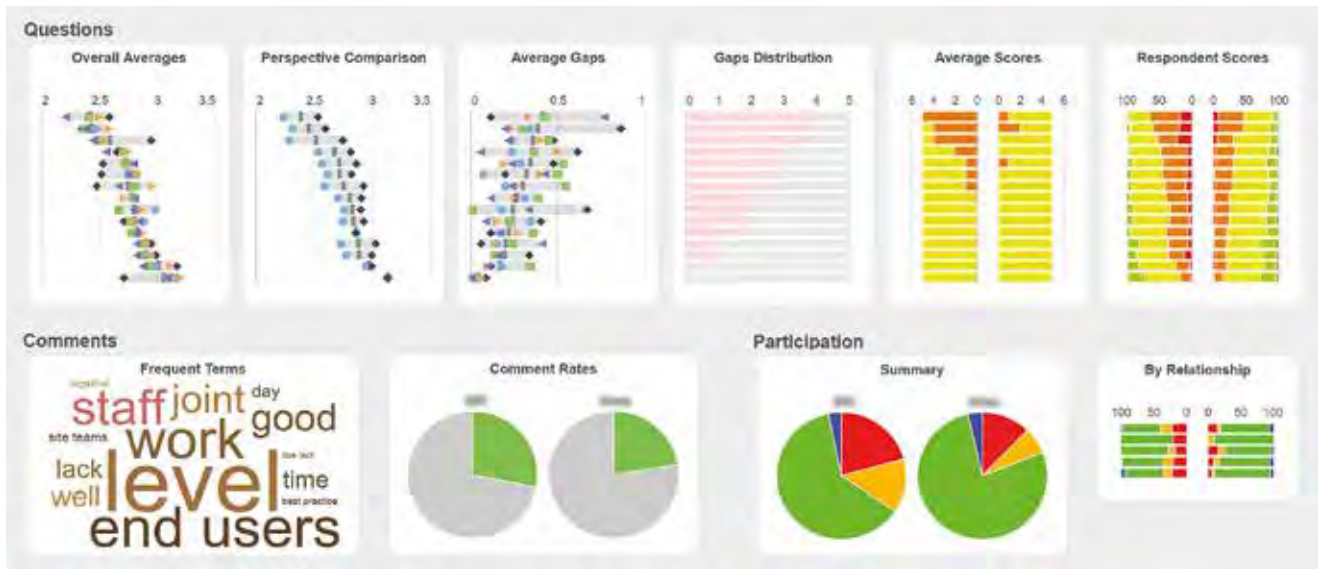 Questions
Overall Averages
2 2.5 3 3.5
Perspective Comparison
2 2.5 3 3.5
Average Gaps
0 0.5 1
Gaps Distribution
0 1 2 3 4 5
Average Scores
6 4 2 0 0 2 4 6
Respondent Scores
100 50 0 0 50 100
Comments
Frequent Terms
staff joint day
good
site teams work
lack level time
well best practice
end users
Comment Rates
Participation
Summary
By Relationship
100 50 0 0 50 100